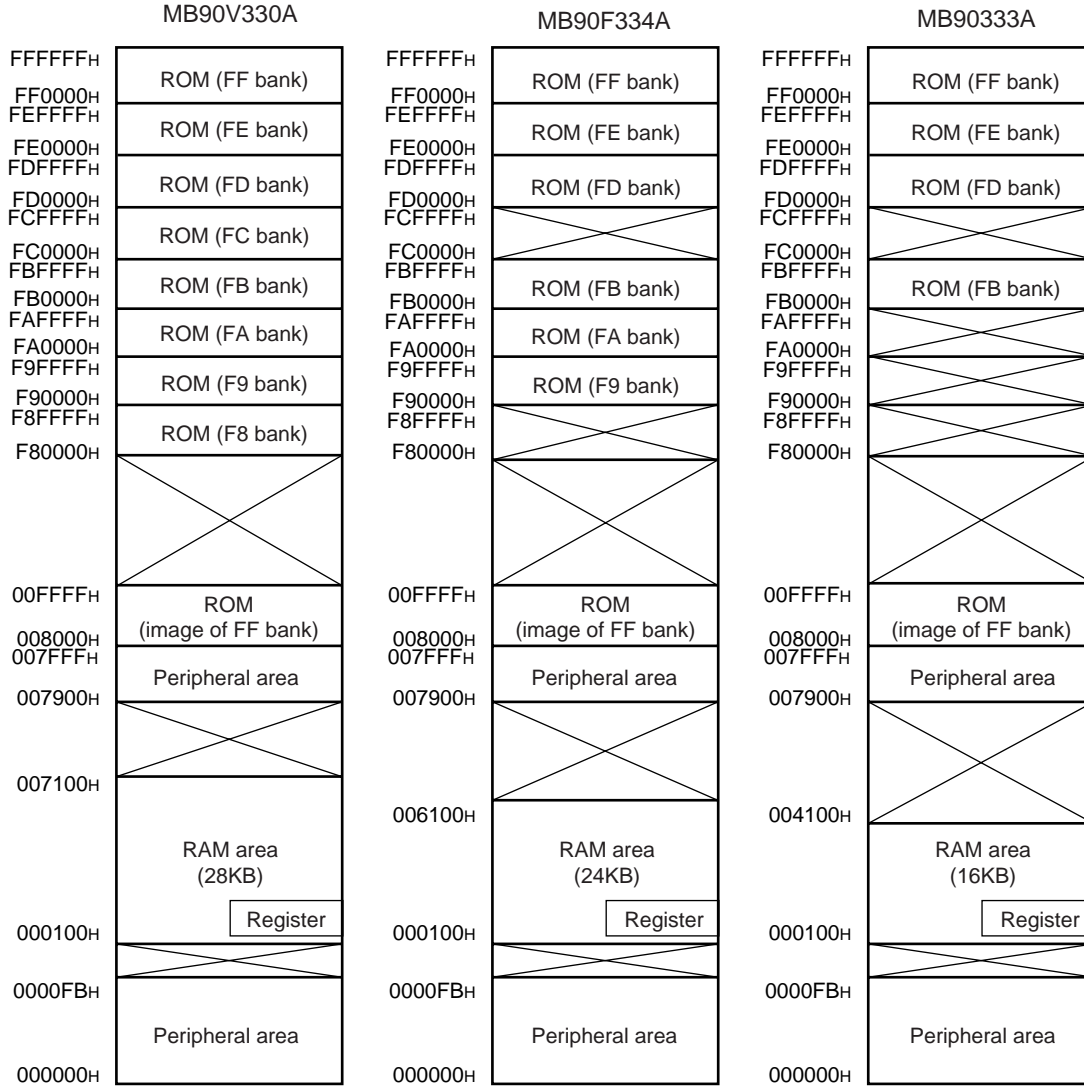 MB90V330A
FFFFFFH
ROM (FF bank)
FF0000H
FEFFFFH
ROM (FE bank)
FE0000H
FDFFFFH
ROM (FD bank)
FD0000H
FCFFFFH
ROM (FC bank)
FC0000H
FBFFFFH
ROM (FB bank)
FB0000H
FAFFFFH
ROM (FA bank)
FA0000H
F9FFFFH
ROM (F9 bank)
F90000H
F8FFFFH
ROM (F8 bank)
F80000H
00FFFFH
ROM
(image of FF bank)
008000H
007FFFH
Peripheral area
007900H
007100H
RAM area
(28KB)
Register
000100H
0000FBH
Peripheral area
000000H
MB90F334A
FFFFFFH
ROM (FF bank)
FF0000H
FEFFFFH
ROM (FE bank)
FE0000H
FDFFFFH
ROM (FD bank)
FD0000H
FCFFFFH
FC0000H
FBFFFFH
ROM (FB bank)
FB0000H
FAFFFFH
ROM (FA bank)
FA0000H
F9FFFFH
ROM (F9 bank)
F90000H
F8FFFFH
F80000H
00FFFFH
ROM
(image of FF bank)
008000H
007FFFH
Peripheral area
007900H
006100H
RAM area
(24KB)
Register
000100H
0000FBH
Peripheral area
000000H
MB90333A
FFFFFFH
ROM (FF bank)
FF0000H
FEFFFFH
ROM (FE bank)
FE0000H
FDFFFFH
ROM (FD bank)
FD0000H
FCFFFFH
FC0000H
FBFFFFH
ROM (FB bank)
FB0000H
FAFFFFH
FA0000H
F9FFFFH
F90000H
F8FFFFH
F80000H
00FFFFH
ROM
(image of FF bank)
008000H
007FFFH
Peripheral area
007900H
004100H
RAM area
(16KB)
Register
000100H
0000FBH
Peripheral area
000000H